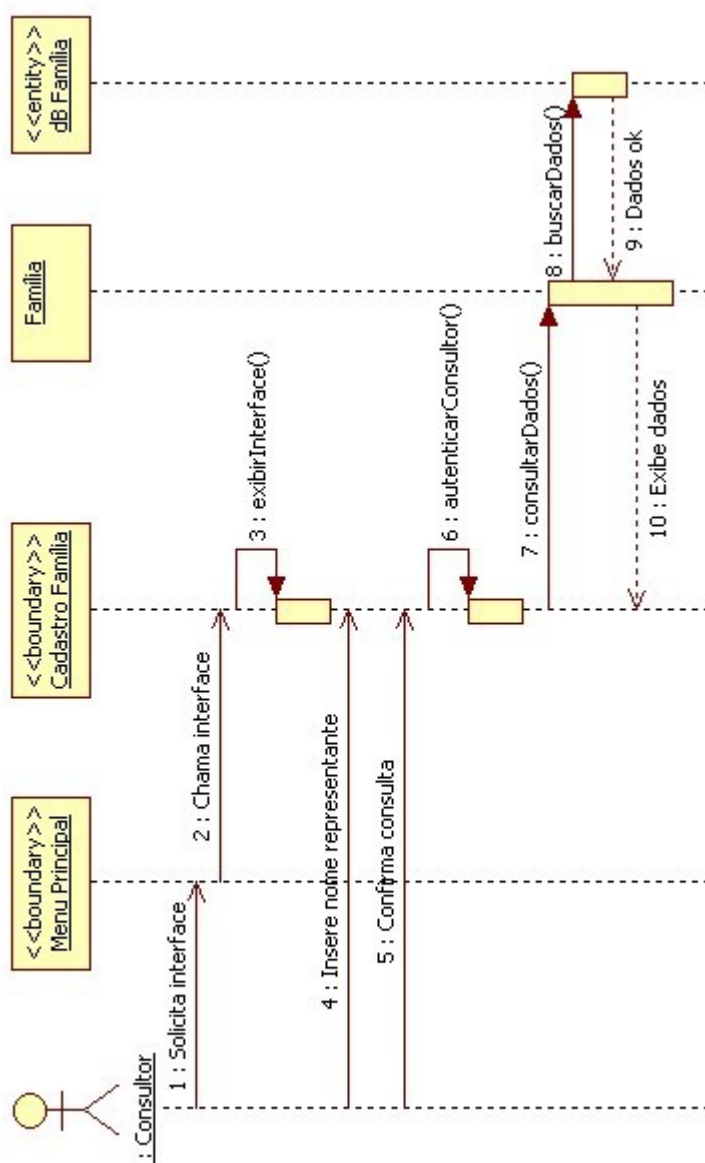 : Consultor
<<boundary>>
Menu Principal
<<boundary>>
Cadastro Família
Família
<<entity>>
dB Família
1 : Solicita interface
2 : Chama interface
3 : exibirInterface()
4 : Insere nome representante
5 : Confirma consulta
6 : autenticarConsultor()
7 : consultarDados()
8 : buscarDados()
9 : Dados ok
10 : Exibe dados